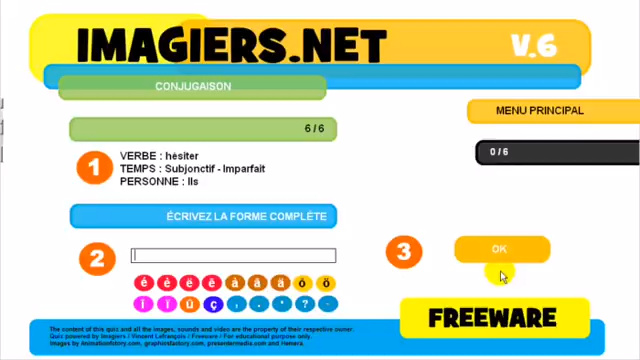 IMAGIERS.NET
V.6
CONJUGAISON
MENU PRINCIPAL
6 / 6
0 / 6
1
VERBE : hésiter
TEMPS : Subjonctif - Imparfait
PERSONNE : Ils
ÉCRIVEZ LA FORME COMPLÈTE
2
3
OK
FREEWARE
The content of this quiz and all the images, sounds and video are the property of their respective owner.
Quiz powered by Imagiers / Vincent Lefrançois / Freeware / For educational purpose only.
Images by Animationfactory.com, graphicsfactory.com, presentermedia.com and Hemera.